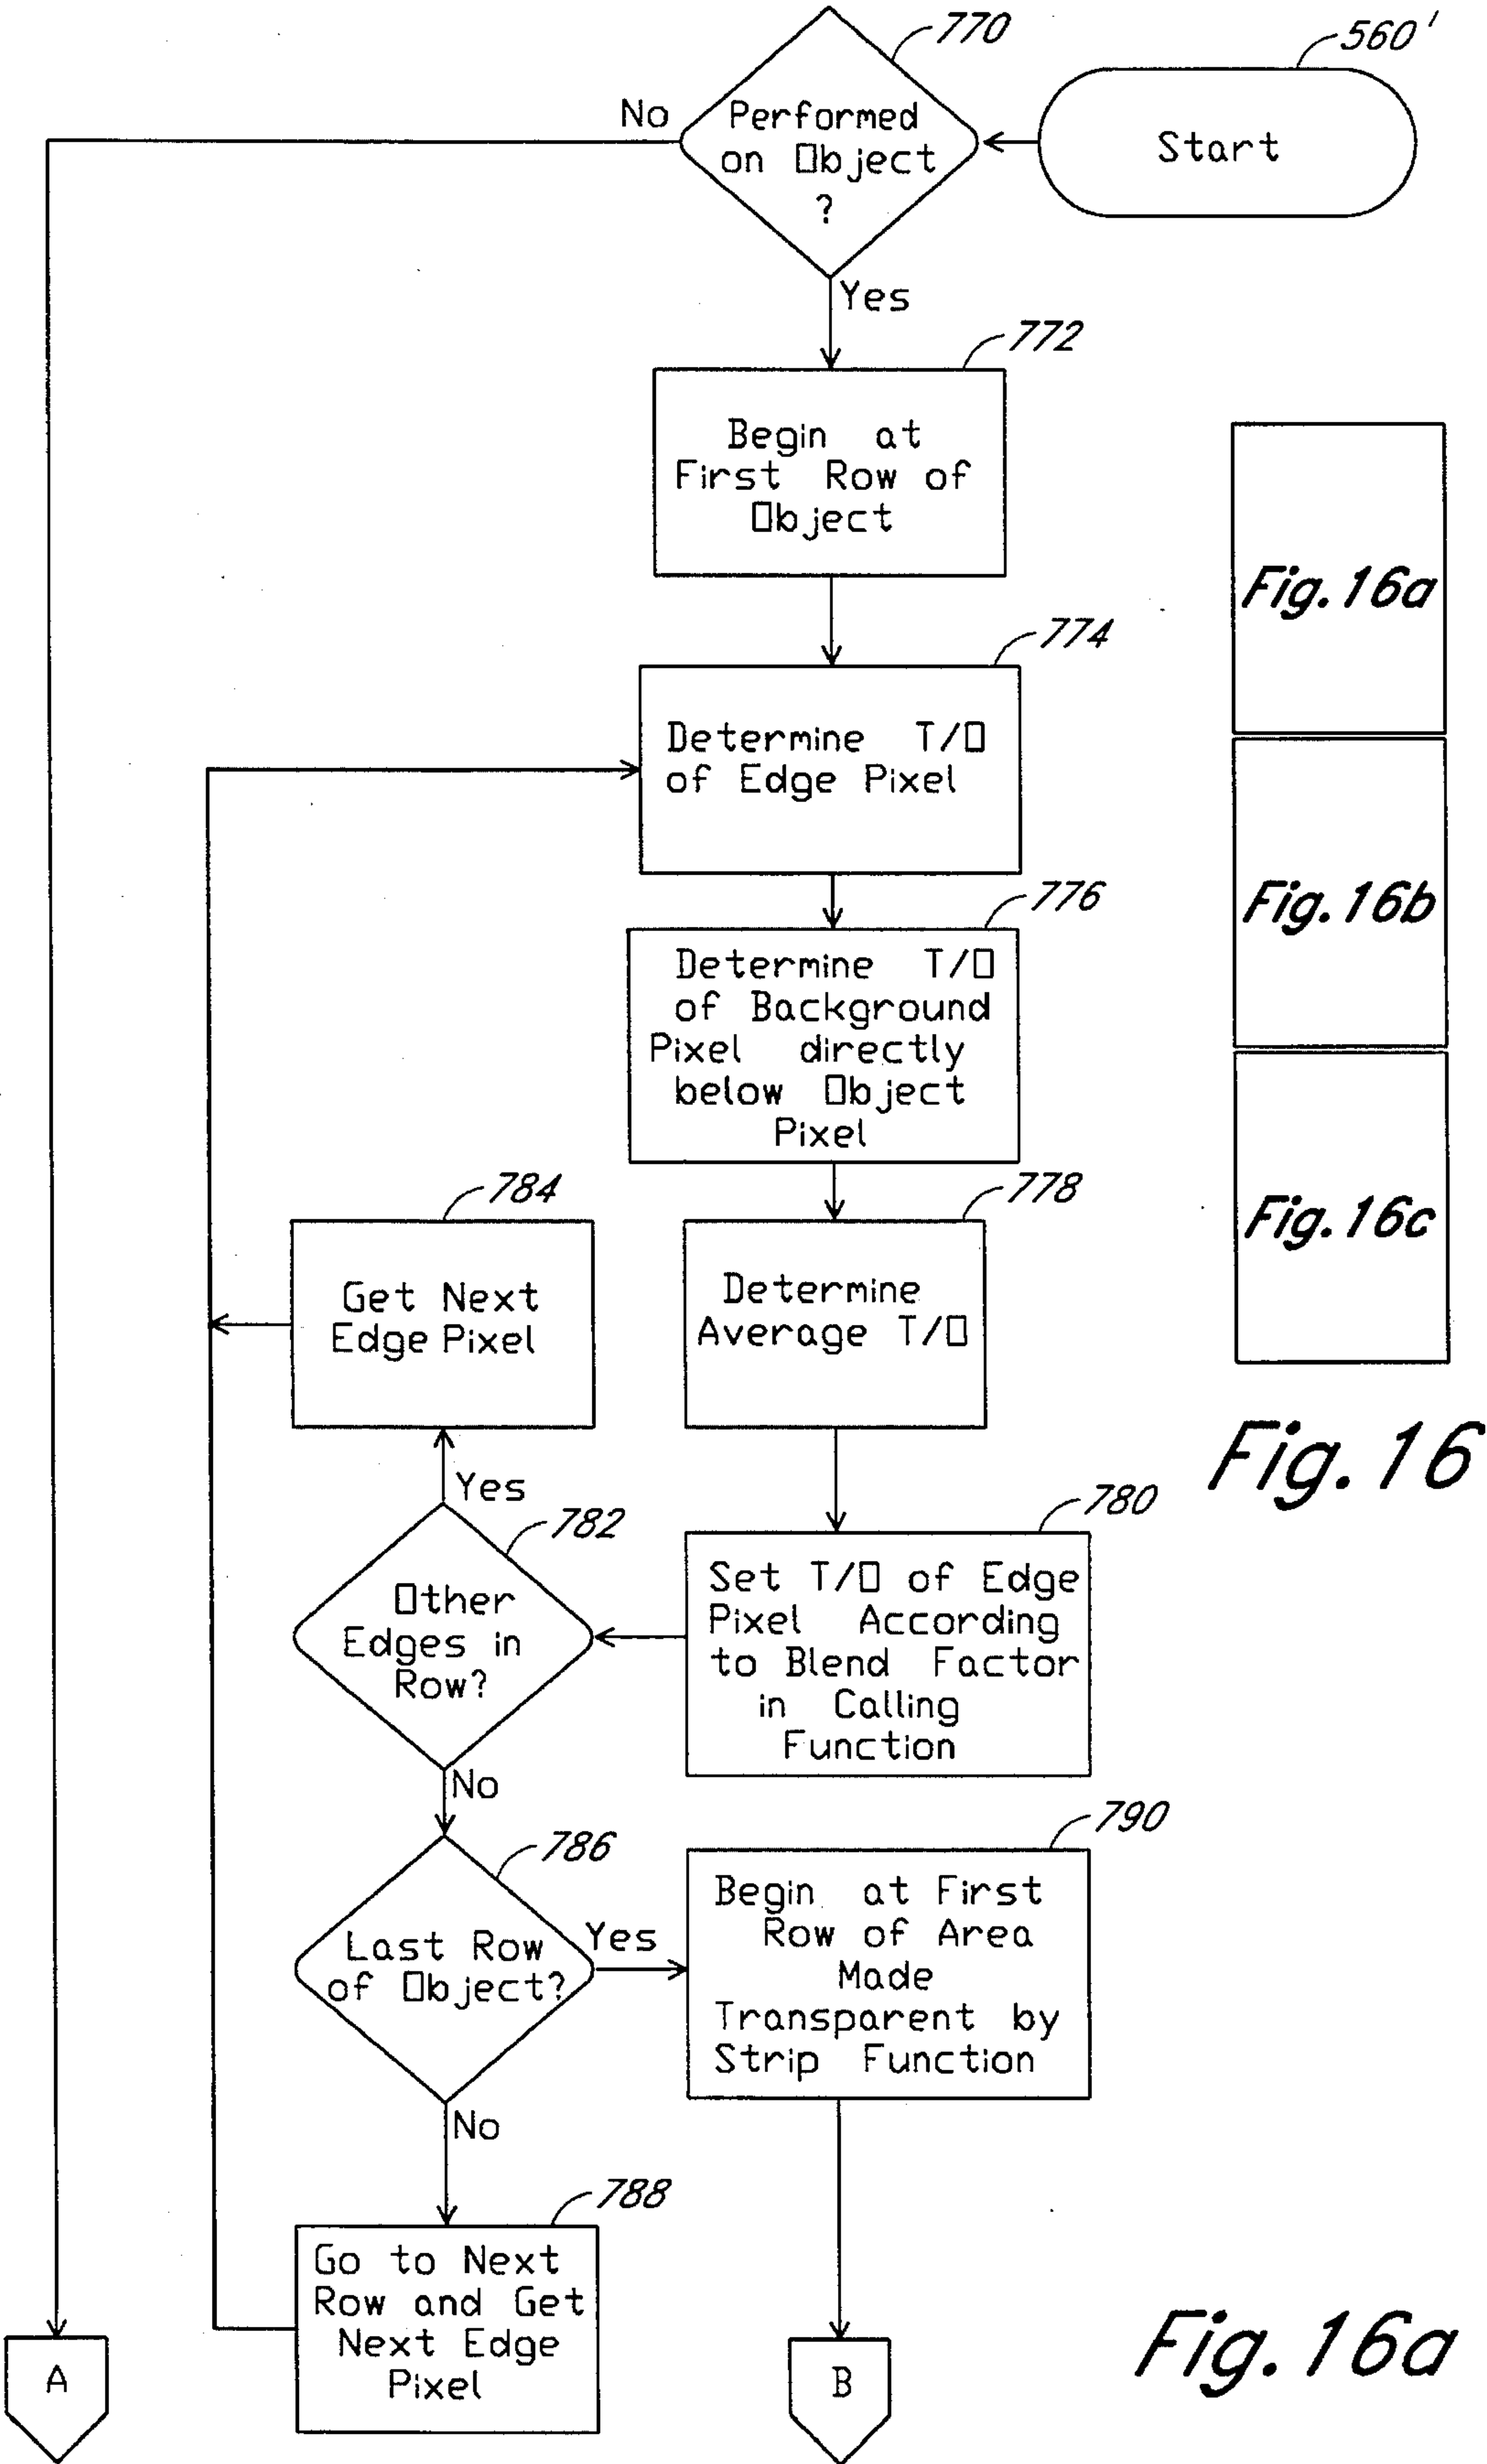 770
560'
No
Performed
on Object
?
Start
Yes
772
Begin at
First Row of
Object
Fig. 16a
774
Determine T/O
of Edge Pixel
776
Determine T/O
of Background
Pixel directly
below Object
Pixel
Fig. 16b
784
778
Get Next
Edge Pixel
Determine
Average T/O
Fig. 16c
Fig. 16
Yes
782
780
Other
Edges in
Row?
Set T/O of Edge
Pixel According
to Blend Factor
in Calling
Function
No
786
790
Last Row
of Object?
Yes
Begin at First
Row of Area
Made
Transparent by
Strip Function
No
788
Go to Next
Row and Get
Next Edge
Pixel
A
B
Fig. 16a